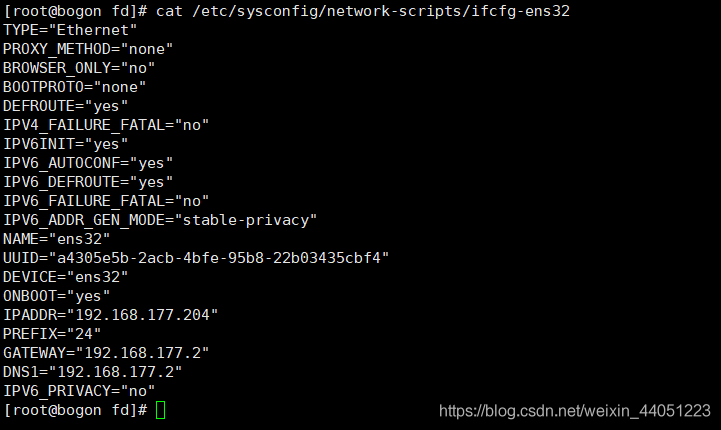 [root@bogon fd]# cat /etc/sysconfig/network-scripts/ifcfg-ens32
TYPE="Ethernet"
PROXY_METHOD="none"
BROWSER_ONLY="no"
BOOTPROTO="none"
DEFROUTE="yes"
IPV4_FAILURE_FATAL="no"
IPV6INIT="yes"
IPV6_AUTOCONF="yes"
IPV6_DEFROUTE="yes"
IPV6_FAILURE_FATAL="no"
IPV6_ADDR_GEN_MODE="stable-privacy"
NAME="ens32"
UUID="a4305e5b-2acb-4bfe-95b8-22b03435cbf4"
DEVICE="ens32"
ONBOOT="yes"
IPADDR="192.168.177.204"
PREFIX="24"
GATEWAY="192.168.177.2"
DNS1="192.168.177.2"
IPV6_PRIVACY="no"
[root@bogon fd]#
https://blog.csdn.net/weixin_44051223